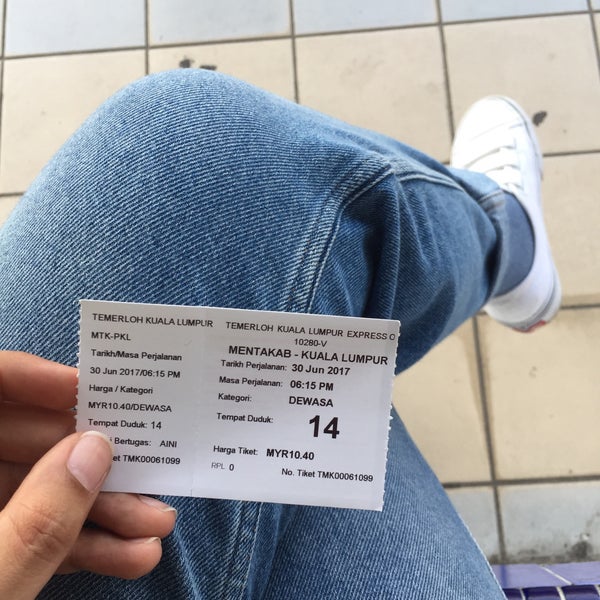 TEMERLOH KUALA LUMPUR
MTK-PKL
Tarikh/Masa Perjalanan
30 Jun 2017/06:15 PM
Harga / Kategori
MYR10.40/DEWASA
Tempat Duduk: 14
Bertugas: AINI
TMK00061099
TEMERLOH KUALA LUMPUR EXPRESS
10280-V
MENTAKAB - KUALA LUMPUR
Tarikh Perjalanan: 30 Jun 2017
Masa Perjalanan: 06:15 PM
Kategori: DEWASA
Tempat Duduk: 14
Harga Tiket: MYR10.40
RPL 0 No. Tiket TMK00061099